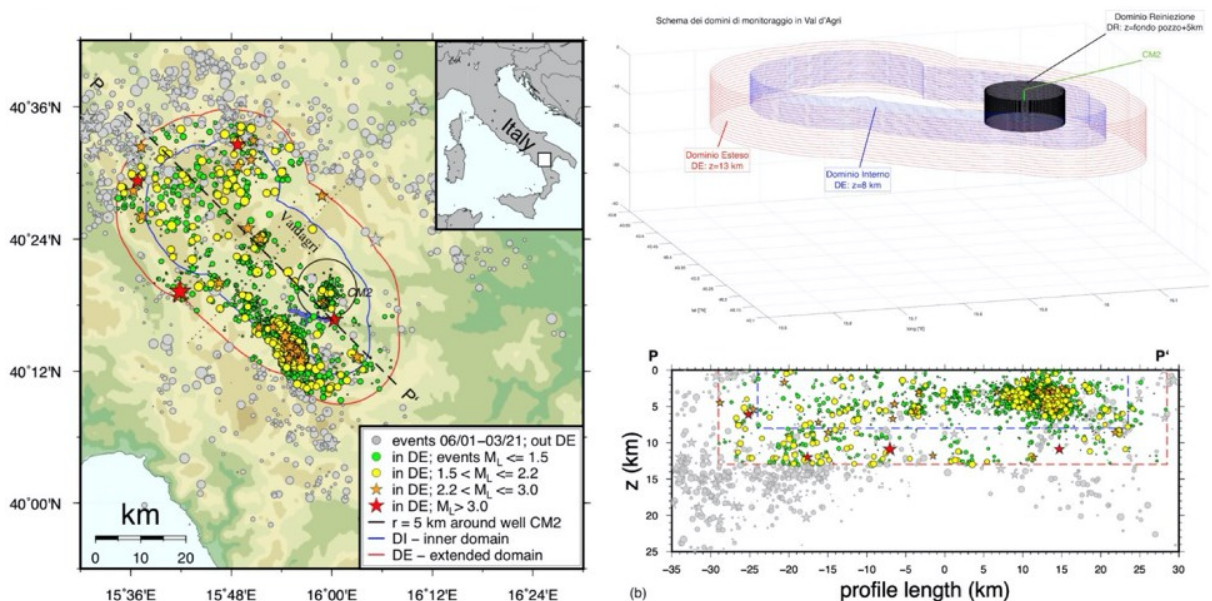 40°36'N
40°24'N
40°12'N
40°00'N
15°36'E
15°48'E
16°00'E
16°12'E
16°24'E
P
P'
Valdagri
CM2
Italy
events 06/01–03/21; out DE
in DE; events M_L <= 1.5
in DE; 1.5 < M_L <= 2.2
in DE; 2.2 < M_L <= 3.0
in DE; M_L > 3.0
r = 5 km around well CM2
DI – inner domain
DE – extended domain
km
0 5 10 15 20
Schema dei domini di monitoraggio in Val d'Agri
Dominio Reiniezione
DR: z=fondo pozzo+5km
CM2
Dominio Esteso
DE: z=13 km
Dominio Interno
DE: z=8 km
P
P'
0
5
10
15
20
25
z (km)
−35 −30 −25 −20 −15 −10 −5 0 5 10 15 20 25 30
(b)
profile length (km)